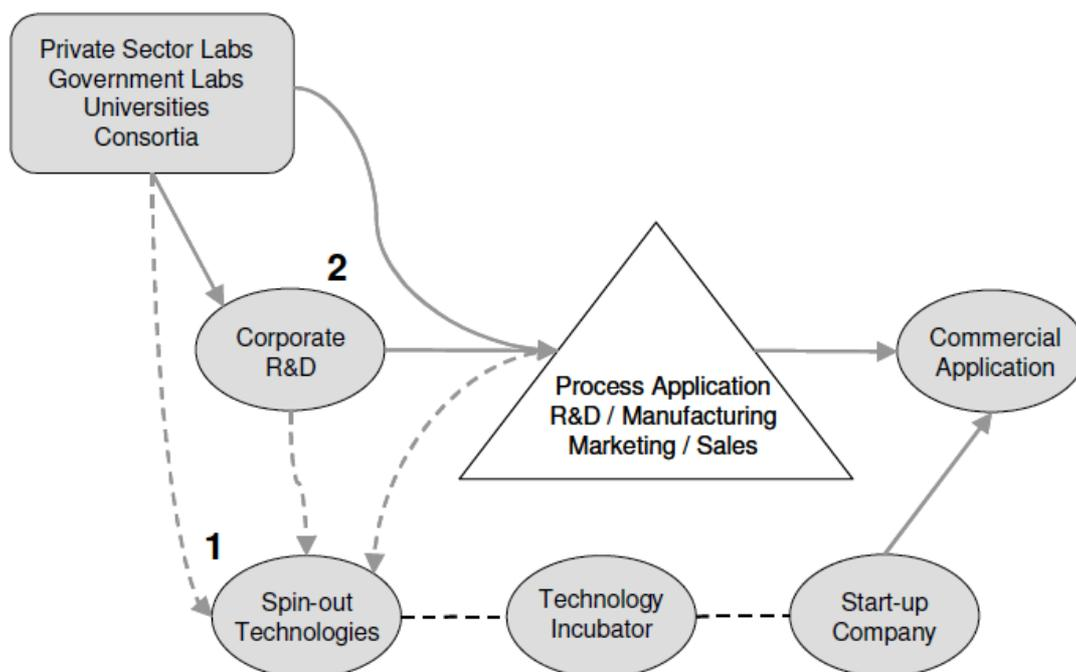 Private Sector Labs
Government Labs
Universities
Consortia
2
Corporate
R&D
Process Application
R&D / Manufacturing
Marketing / Sales
Commercial
Application
1
Spin-out
Technologies
Technology
Incubator
Start-up
Company